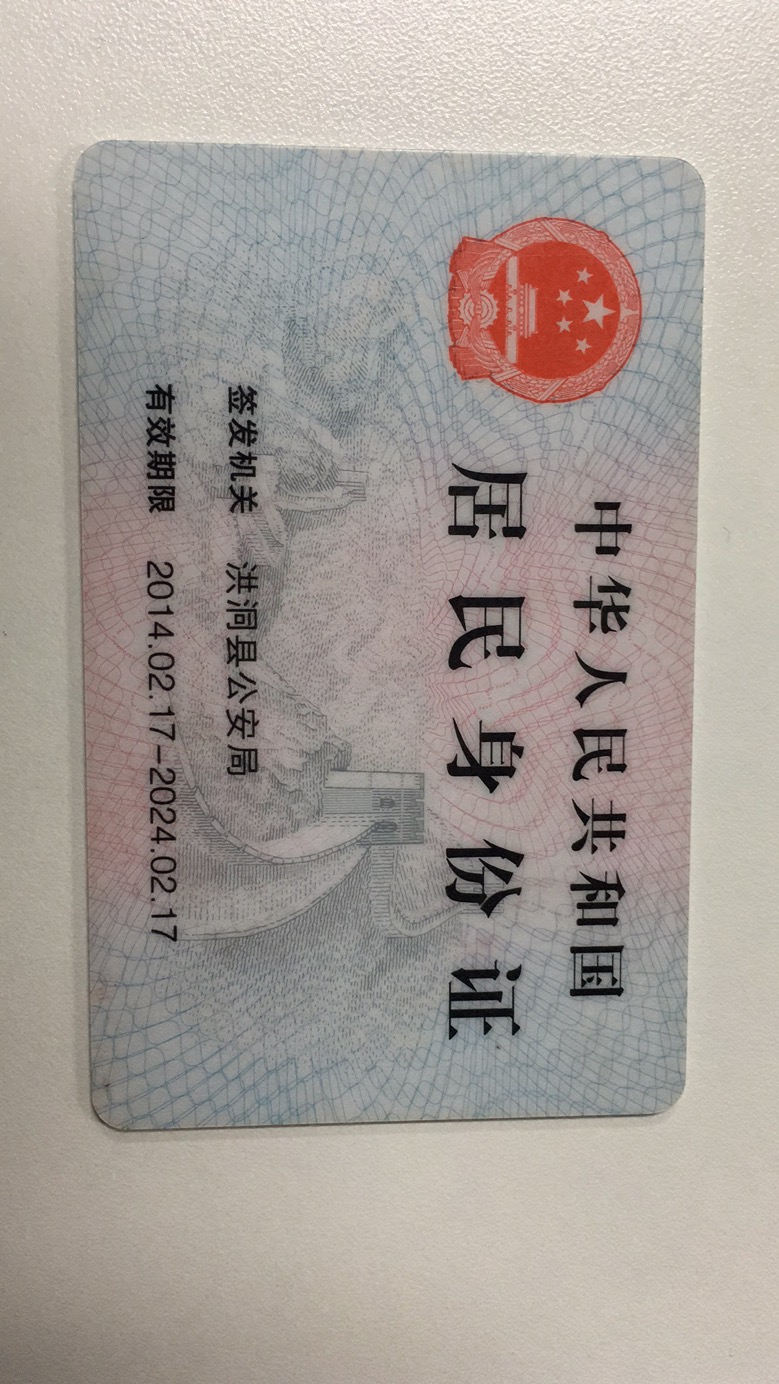 中华人民共和国
居民身份证
签发机关 洪洞县公安局
有效期限 2014.02.17-2024.02.17